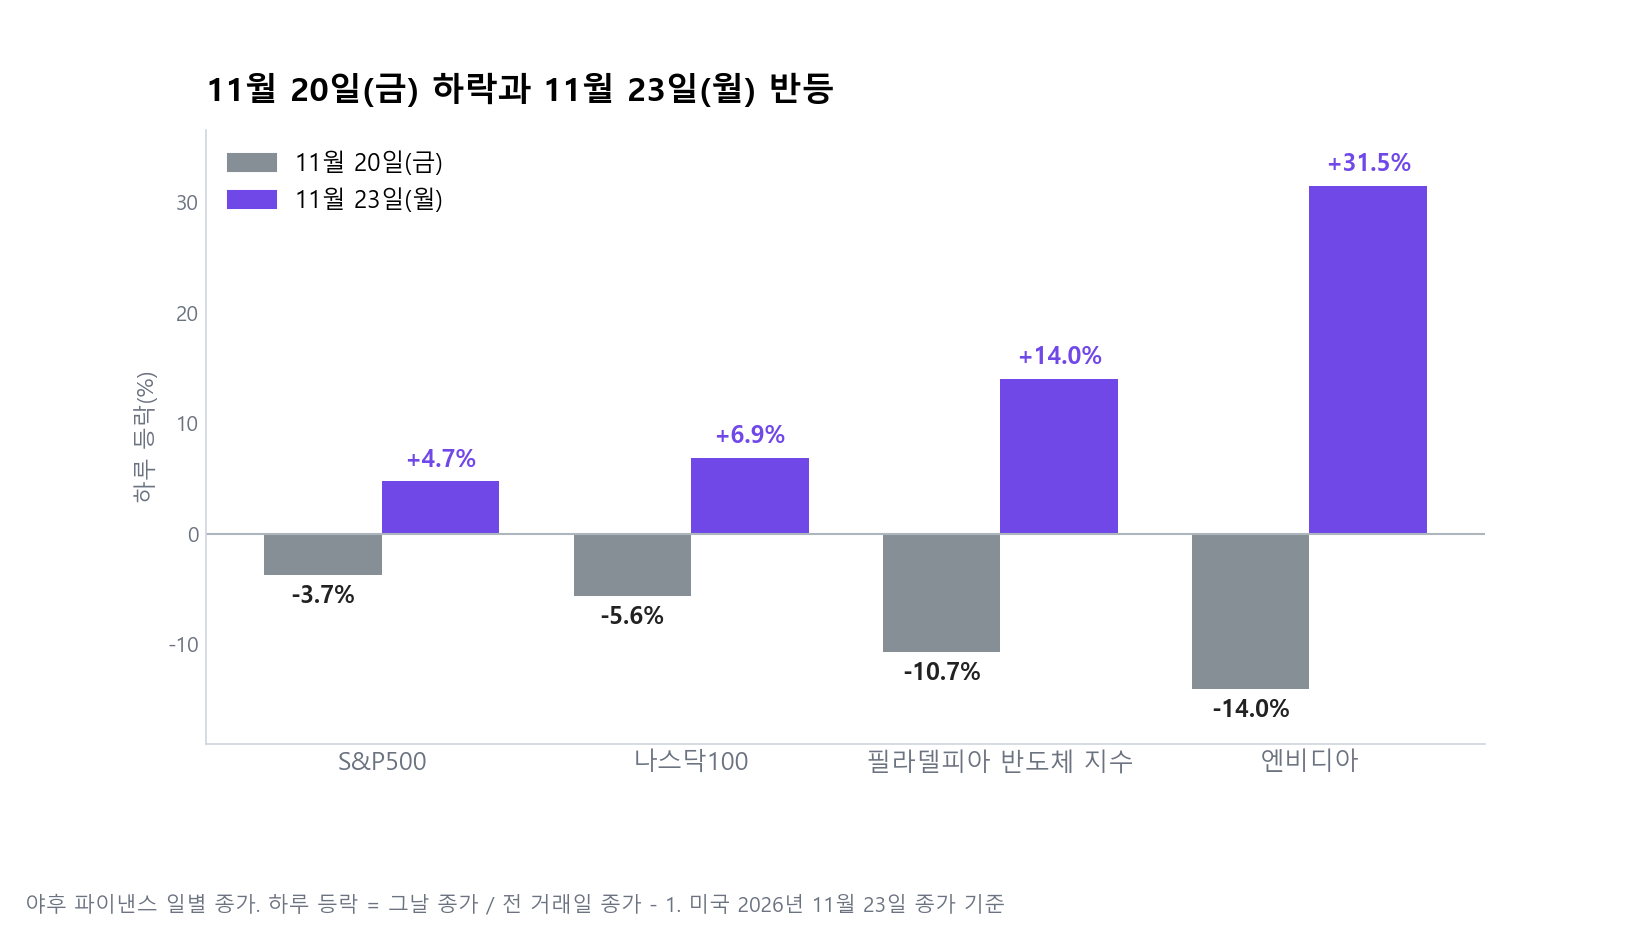 11월 20일(금) 하락과 11월 23일(월) 반등
11월 20일(금)
11월 23일(월)
하루 등락(%)
30
20
10
0
-10
+31.5%
+14.0%
+6.9%
+4.7%
-3.7%
-5.6%
-10.7%
-14.0%
S&P500
나스닥100
필라델피아 반도체 지수
엔비디아
야후 파이낸스 일별 종가. 하루 등락 = 그날 종가 / 전 거래일 종가 - 1. 미국 2026년 11월 23일 종가 기준